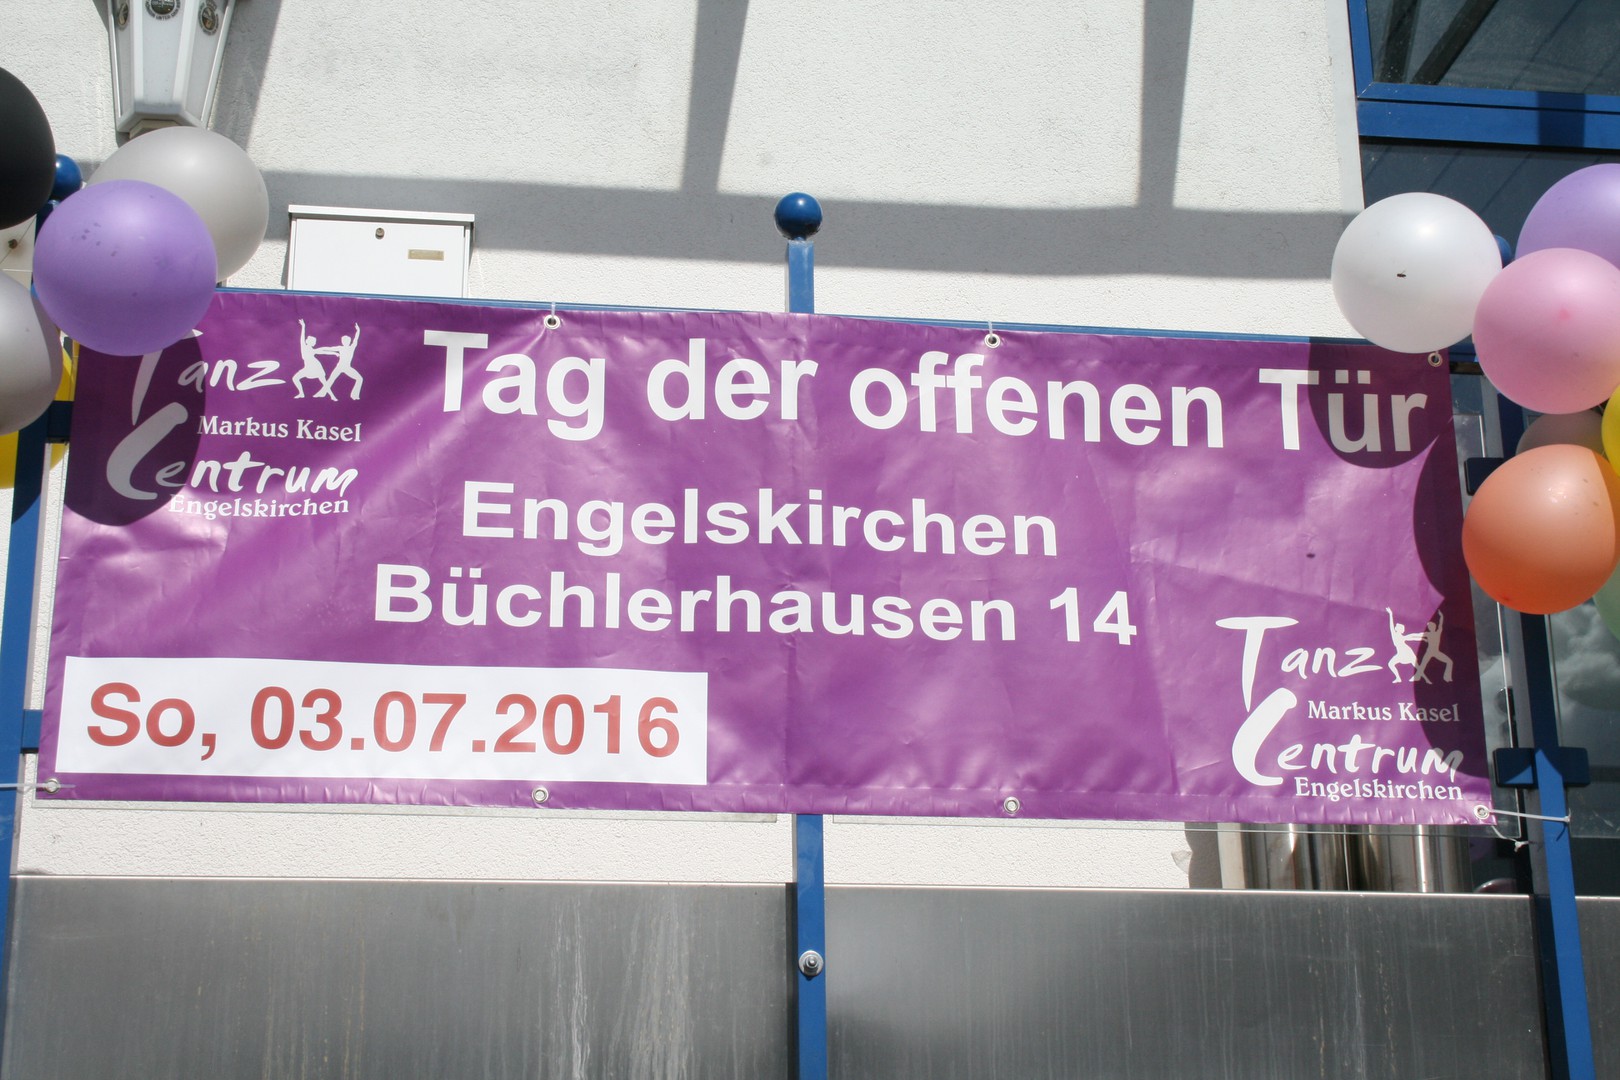 Tanz
Markus Kasel
Centrum
Engelskirchen
Tag der offenen Tür
Engelskirchen
Büchlerhausen 14
So, 03.07.2016
Tanz
Markus Kasel
Centrum
Engelskirchen